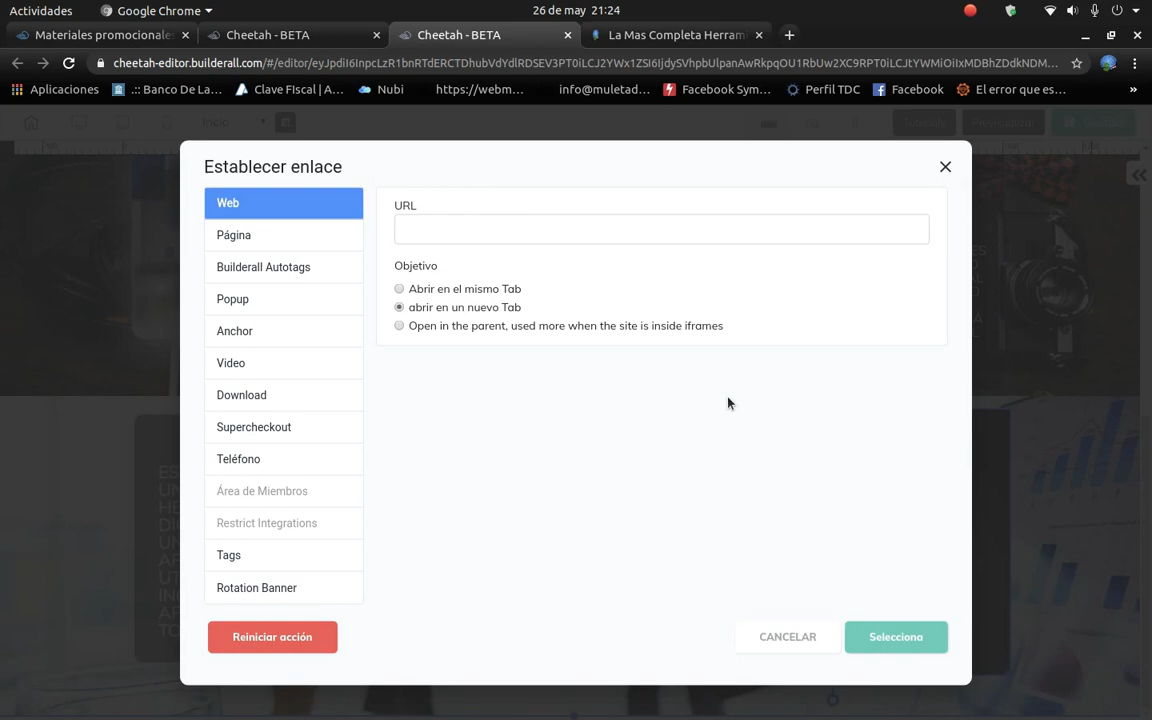 Actividades
Google Chrome
26 de may 21:24
Materiales promocionales
Cheetah - BETA
Cheetah - BETA
La Mas Completa Herram
cheetah-editor.builderall.com/#/editor/eyJpdiI6InpcLzR1bnRTdERCTDhubVdYdlRDSEV3PT0iLCJ2YWx1ZSI6IjdySVhpbUlpanAwRkpqOU1RbUw2XC9RPT0iLCJtYWMiOiIxMDBhZDdkNDM...
Aplicaciones
.:: Banco De La...
Clave FIscal | A...
Nubi
https://webm...
info@muletad...
Facebook Sym...
Perfil TDC
Facebook
El error que es...
»
Inicio
Establecer enlace
Web
Página
Builderall Autotags
Popup
Anchor
Video
Download
Supercheckout
Teléfono
Área de Miembros
Restrict Integrations
Tags
Rotation Banner
URL
Objetivo
Abrir en el mismo Tab
abrir en un nuevo Tab
Open in the parent, used more when the site is inside iframes
Reiniciar acción
CANCELAR
Selecciona